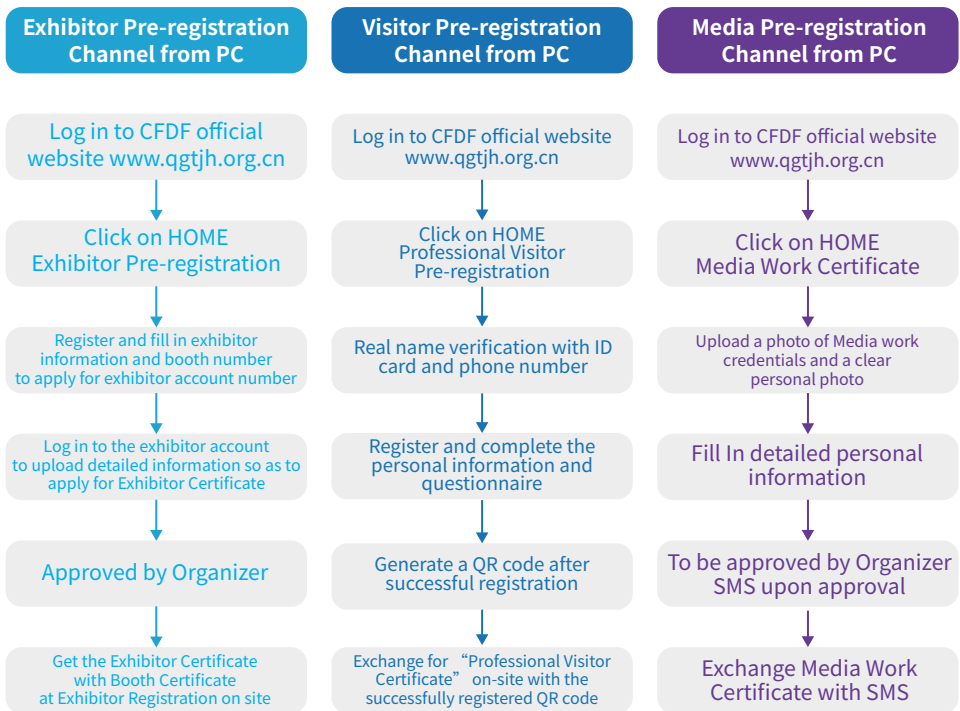 Exhibitor Pre-registration
Channel from PC
Log in to CFDF official
website www.qgtjh.org.cn
Click on HOME
Exhibitor Pre-registration
Register and fill in exhibitor
information and booth number
to apply for exhibitor account number
Log in to the exhibitor account
to upload detailed information so as to
apply for Exhibitor Certificate
Approved by Organizer
Get the Exhibitor Certificate
with Booth Certificate
at Exhibitor Registration on site
Visitor Pre-registration
Channel from PC
Log in to CFDF official website
www.qgtjh.org.cn
Click on HOME
Professional Visitor
Pre-registration
Real name verification with ID
card and phone number
Register and complete the
personal information and
questionnaire
Generate a QR code after
successful registration
Exchange for “Professional Visitor
Certificate” on-site with the
successfully registered QR code
Media Pre-registration
Channel from PC
Log in to CFDF official website
www.qgtjh.org.cn
Click on HOME
Media Work Certificate
Upload a photo of Media work
credentials and a clear
personal photo
Fill In detailed personal
information
To be approved by Organizer
SMS upon approval
Exchange Media Work
Certificate with SMS